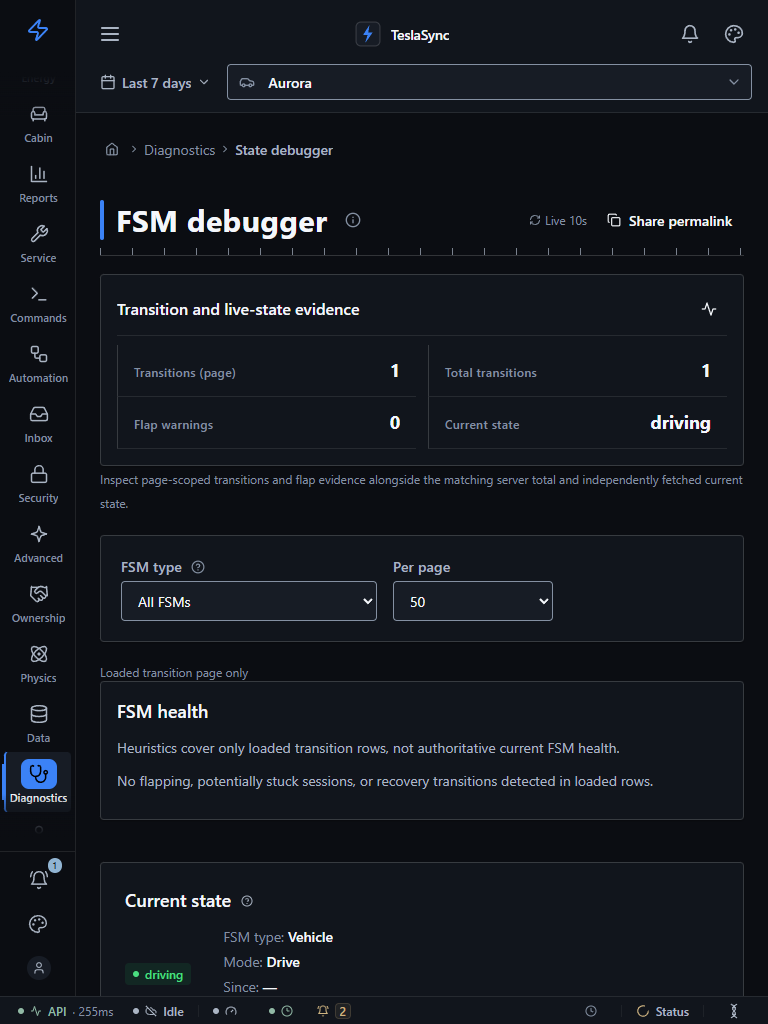 TeslaSync
Last 7 days
Aurora
Cabin
Reports
Service
Commands
Automation
Inbox
Security
Advanced
Ownership
Physics
Data
Diagnostics
1
Diagnostics
State debugger
FSM debugger
Live 10s
Share permalink
Transition and live-state evidence
Transitions (page) 1
Total transitions 1
Flap warnings 0
Current state driving
Inspect page-scoped transitions and flap evidence alongside the matching server total and independently fetched current
state.
FSM type
Per page
All FSMs
50
Loaded transition page only
FSM health
Heuristics cover only loaded transition rows, not authoritative current FSM health.
No flapping, potentially stuck sessions, or recovery transitions detected in loaded rows.
Current state
driving
FSM type: Vehicle
Mode: Drive
Since: —
API · 255ms
Idle
2
Status